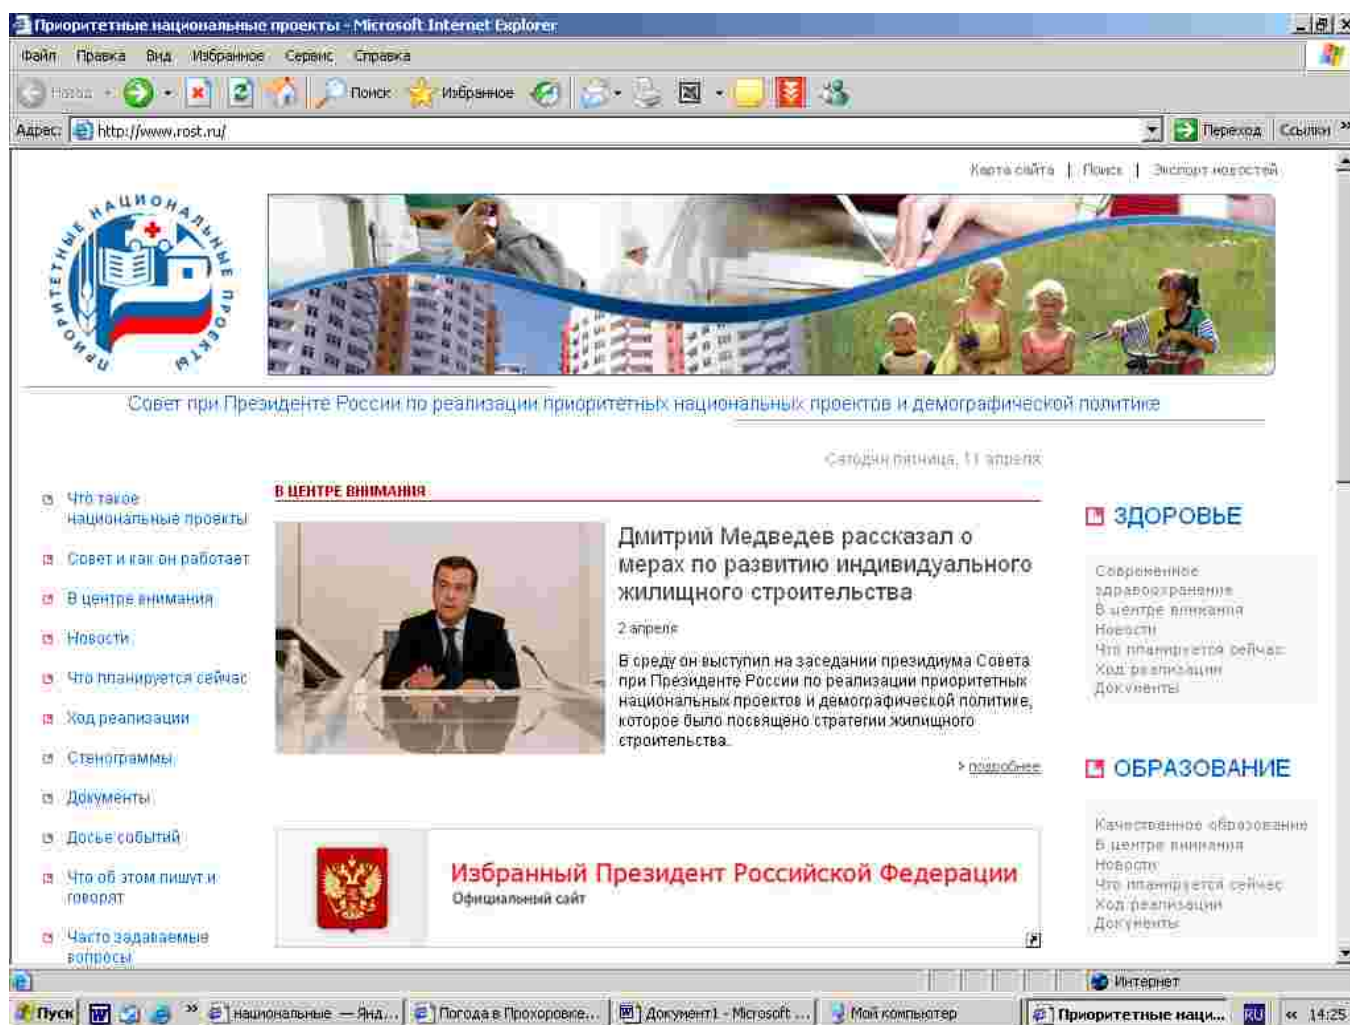 Приоритетные национальные проекты - Microsoft Internet Explorer
Файл Правка Вид Избранное Сервис Справка
Назад Поиск Избранное
Адрес: http://www.rost.ru/ Переход Ссылки »
Карта сайта | Поиск | Экспорт новостей
ПРИОРИТЕТНЫЕ НАЦИОНАЛЬНЫЕ ПРОЕКТЫ
Совет при Президенте России по реализации приоритетных национальных проектов и демографической политике
Сегодня пятница, 11 апреля
Что такое
национальные проекты
Совет и как он работает
В центре внимания
Новости
Что планируется сейчас
Ход реализации
Стенограммы
Документы
Досье событий
Что об этом пишут и
говорят
Часто задаваемые
вопросы
В ЦЕНТРЕ ВНИМАНИЯ
Дмитрий Медведев рассказал о
мерах по развитию индивидуального
жилищного строительства
2 апреля
В среду он выступил на заседании президиума Совета
при Президенте России по реализации приоритетных
национальных проектов и демографической политике,
которое было посвящено стратегии жилищного
строительства.
> подробнее
Избранный Президент Российской Федерации
Официальный сайт
ЗДОРОВЬЕ
Современное
здравоохранение
В центре внимания
Новости
Что планируется сейчас
Ход реализации
Документы
ОБРАЗОВАНИЕ
Качественное образование
В центре внимания
Новости
Что планируется сейчас
Ход реализации
Документы
Интернет
Пуск » национальные — Янд... Погода в Прохоровке... Документ1 - Microsoft ... Мой компьютер Приоритетные наци... RU « 14:25